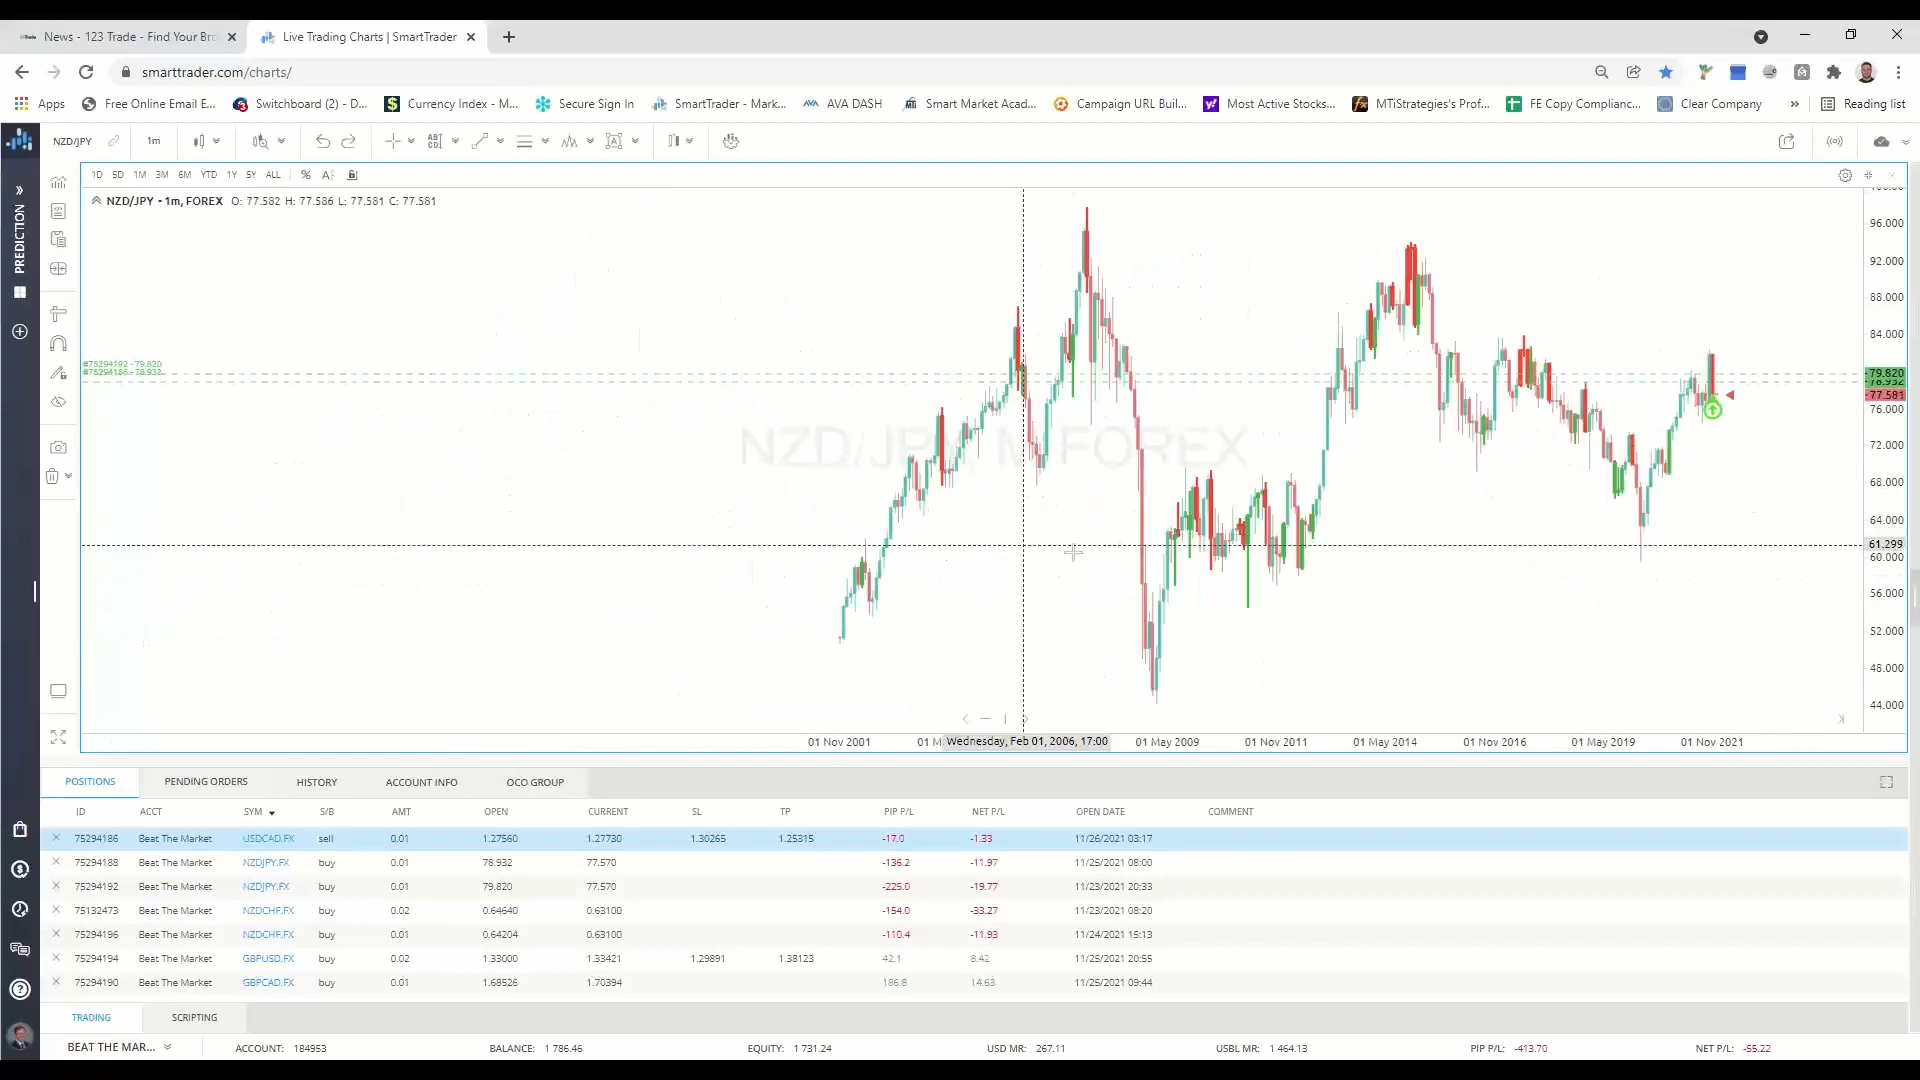 News - 123 Trade - Find Your Bro
Live Trading Charts | SmartTrader
smarttrader.com/charts/
Apps
Free Online Email E...
Switchboard (2) - D...
Currency Index - M...
Secure Sign In
SmartTrader - Mark...
AVA DASH
Smart Market Acad...
Campaign URL Buil...
Most Active Stocks...
MTiStrategies's Prof...
FE Copy Complianc...
Clear Company
Reading list
NZD/JPY
1m
1D 5D 1M 3M 6M YTD 1Y 5Y ALL %
NZD/JPY - 1m, FOREX O: 77.582 H: 77.586 L: 77.581 C: 77.581
PREDICTION
NZD/JPY, M FOREX
#75294192 - 79.820
96.000
92.000
88.000
84.000
79.820
78.932
77.581
76.000
72.000
68.000
64.000
61.299
60.000
56.000
52.000
48.000
44.000
01 Nov 2001
Wednesday, Feb 01, 2006, 17:00
01 May 2009
01 Nov 2011
01 May 2014
01 Nov 2016
01 May 2019
01 Nov 2021
POSITIONS PENDING ORDERS HISTORY ACCOUNT INFO OCO GROUP
ID ACCT SYM S/B AMT OPEN CURRENT SL TP PIP P/L NET P/L OPEN DATE COMMENT
75294186 Beat The Market USDCAD.FX sell 0.01 1.27560 1.27730 1.30265 1.25315 -17.0 -1.33 11/26/2021 03:17
75294188 Beat The Market NZDJPY.FX buy 0.01 78.932 77.570 -136.2 -11.97 11/25/2021 08:00
75294192 Beat The Market NZDJPY.FX buy 0.01 79.820 77.570 -225.0 -19.77 11/23/2021 20:33
75132473 Beat The Market NZDCHF.FX buy 0.02 0.64640 0.63100 -154.0 -33.27 11/23/2021 08:20
75294196 Beat The Market NZDCHF.FX buy 0.01 0.64204 0.63100 -110.4 -11.93 11/24/2021 15:13
75294194 Beat The Market GBPUSD.FX buy 0.02 1.33000 1.33421 1.29891 1.38123 42.1 8.42 11/25/2021 20:55
75294190 Beat The Market GBPCAD.FX buy 0.01 1.68526 1.70394 186.8 14.63 11/25/2021 09:44
TRADING SCRIPTING
BEAT THE MAR... ACCOUNT: 184953 BALANCE: 1 786.46 EQUITY: 1 731.24 USD MR: 267.11 USBL MR: 1 464.13 PIP P/L: -413.70 NET P/L: -55.22